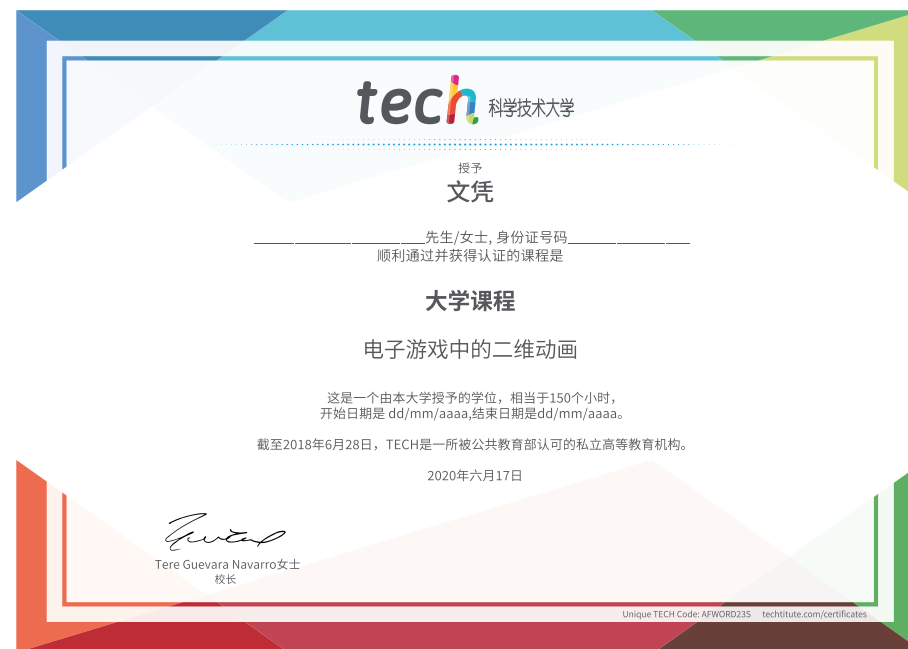 tech 科学技术大学
授予
文凭
________________________先生/女士, 身份证号码_________________
顺利通过并获得认证的课程是
大学课程
电子游戏中的二维动画
这是一个由本大学授予的学位，相当于150个小时，
开始日期是 dd/mm/aaaa,结束日期是dd/mm/aaaa。
截至2018年6月28日，TECH是一所被公共教育部认可的私立高等教育机构。
2020年六月17日
Tere Guevara Navarro女士
校长
Unique TECH Code: AFWORD23S techtitute.com/certificates